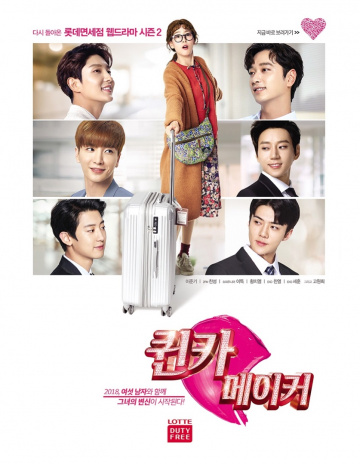 다시 돌아온 롯데면세점 웹드라마 시즌 2
지금 바로 보러가기 >>
퀸카
메이커
2018, 여섯 남자와 함께
그녀의 변신이 시작된다!
LOTTE
DUTY
FREE